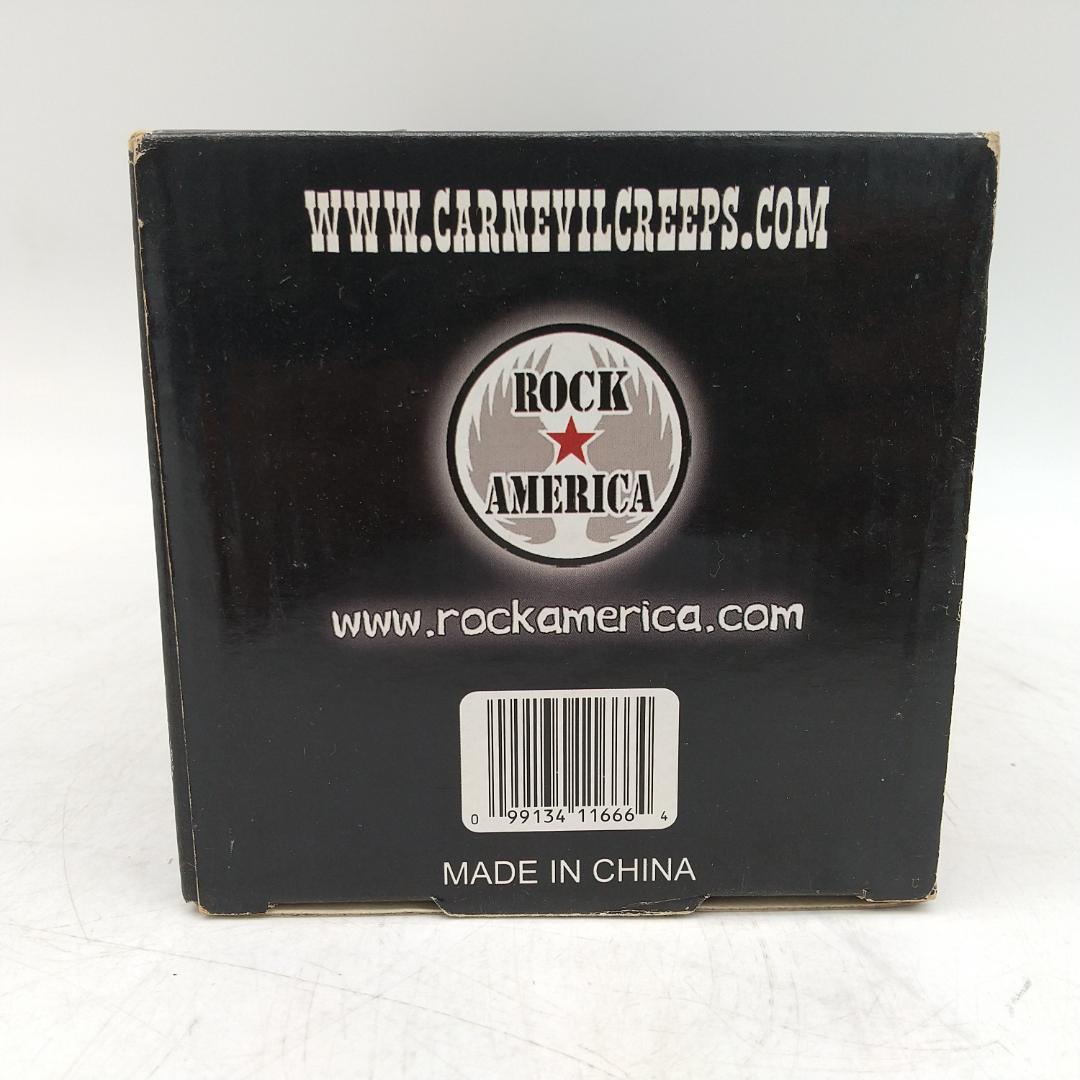 WWW.CARNEVILCREEPS.COM
ROCK
AMERICA
www.rockamerica.com
0 99134 11666 4
MADE IN CHINA